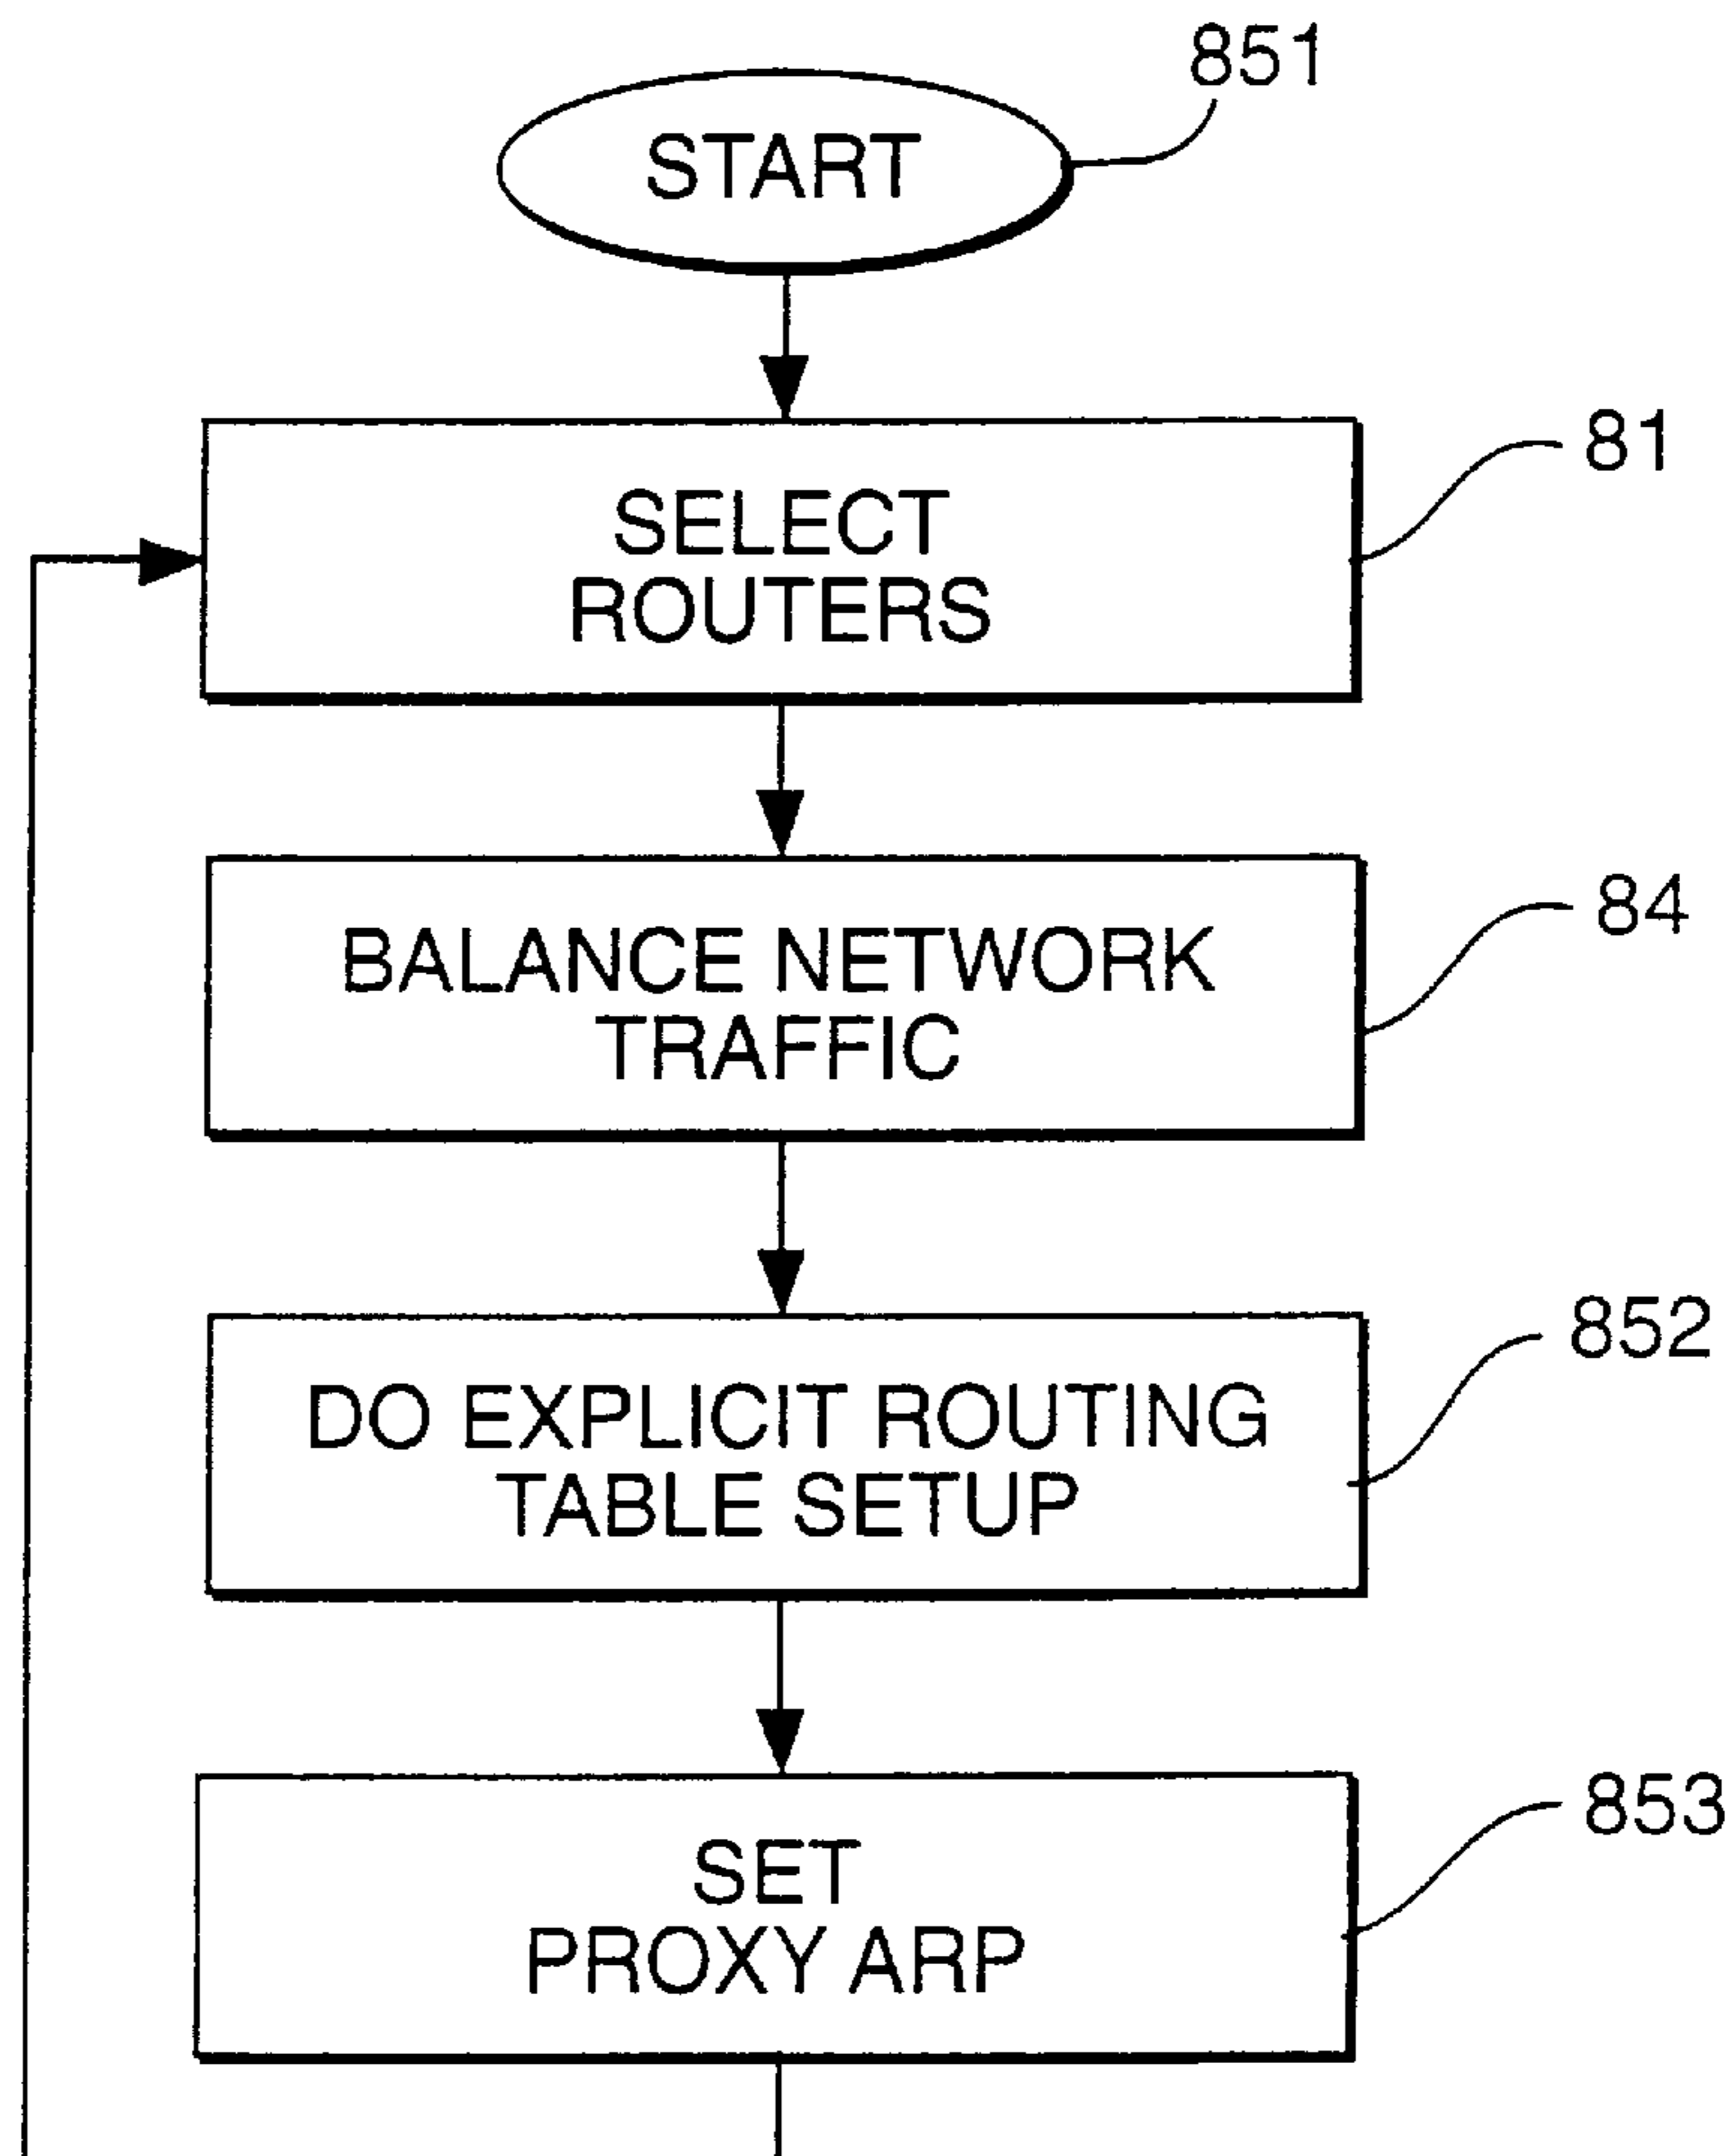 851
START
81
SELECT
ROUTERS
84
BALANCE NETWORK
TRAFFIC
852
DO EXPLICIT ROUTING
TABLE SETUP
853
SET
PROXY ARP